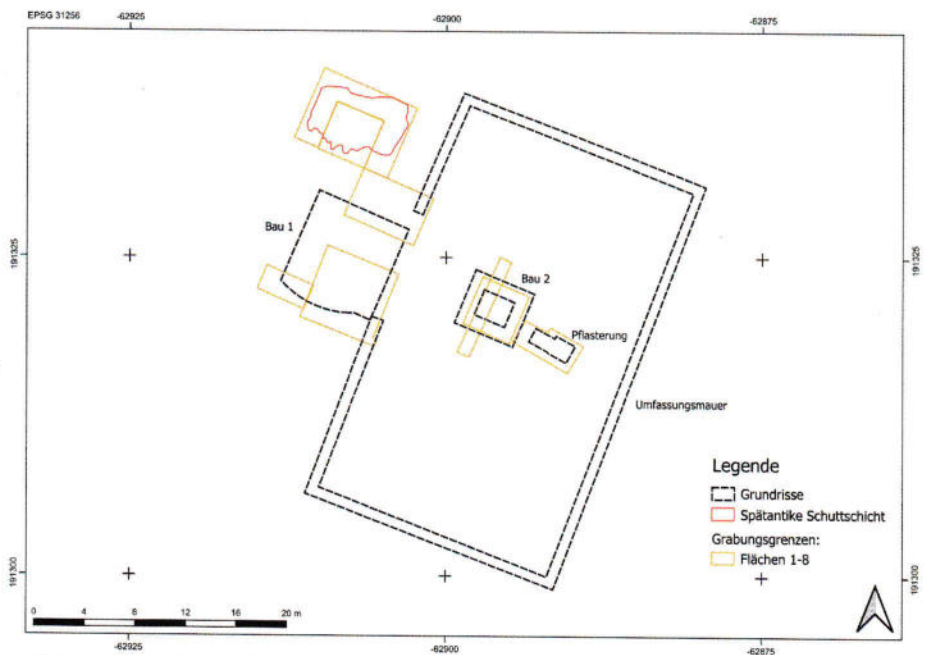 EPSG 31256
-62925
-62900
-62875
Bau 1
191325
191325
Bau 2
Pflasterung
Umfassungsmauer
Legende
Grundrisse
Spätantike Schuttschicht
Grabungsgrenzen:
Flächen 1-8
191300
191300
0 4 8 12 16 20 m
-62925
-62900
-62875